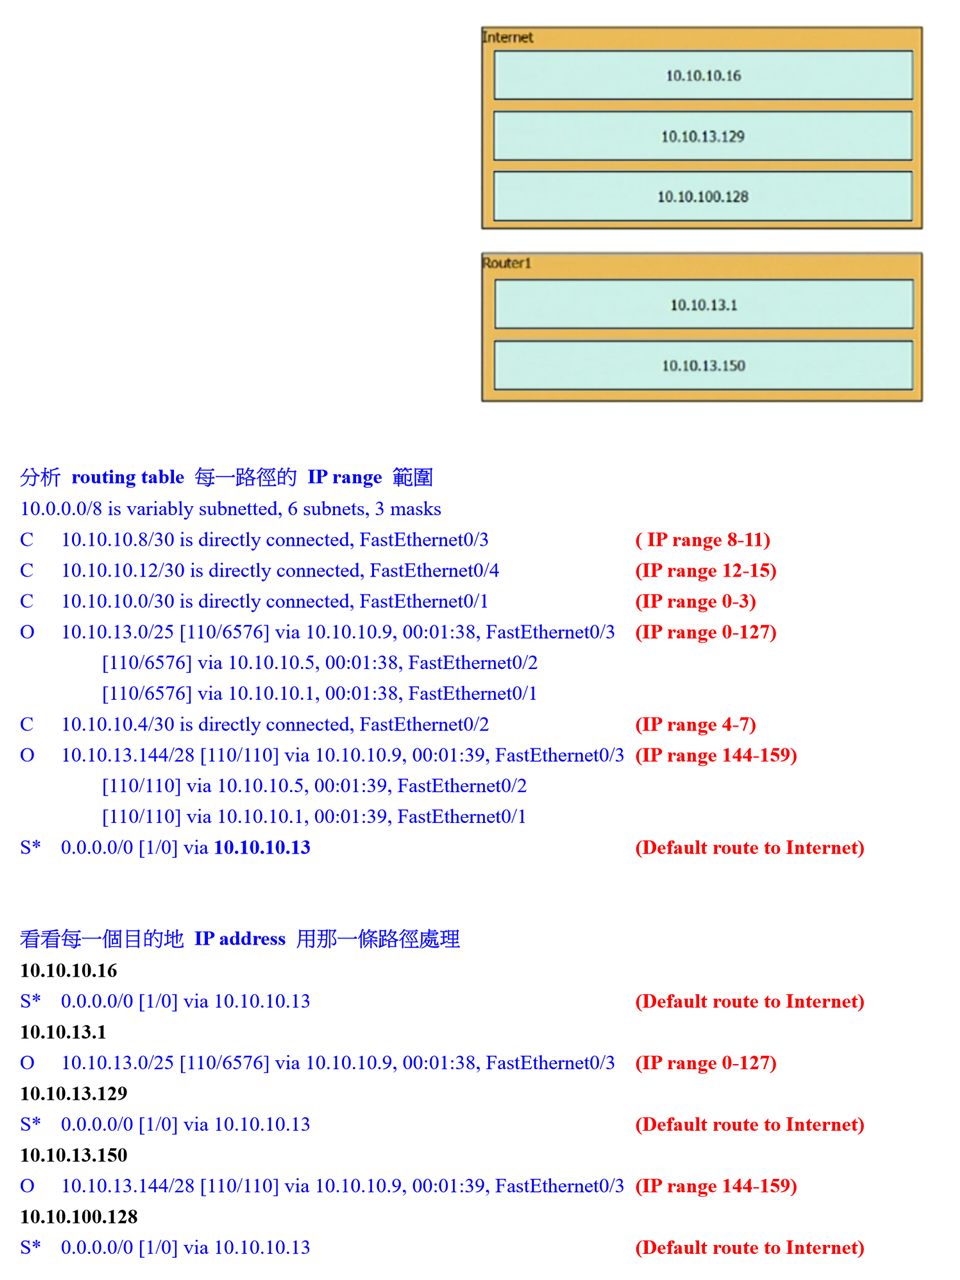 Internet
10.10.10.16
10.10.13.129
10.10.100.128
Router1
10.10.13.1
10.10.13.150
分析 routing table 每一路徑的 IP range 範圍
10.0.0.0/8 is variably subnetted, 6 subnets, 3 masks
C 10.10.10.8/30 is directly connected, FastEthernet0/3 ( IP range 8-11)
C 10.10.10.12/30 is directly connected, FastEthernet0/4 (IP range 12-15)
C 10.10.10.0/30 is directly connected, FastEthernet0/1 (IP range 0-3)
O 10.10.13.0/25 [110/6576] via 10.10.10.9, 00:01:38, FastEthernet0/3 (IP range 0-127)
[110/6576] via 10.10.10.5, 00:01:38, FastEthernet0/2
[110/6576] via 10.10.10.1, 00:01:38, FastEthernet0/1
C 10.10.10.4/30 is directly connected, FastEthernet0/2 (IP range 4-7)
O 10.10.13.144/28 [110/110] via 10.10.10.9, 00:01:39, FastEthernet0/3 (IP range 144-159)
[110/110] via 10.10.10.5, 00:01:39, FastEthernet0/2
[110/110] via 10.10.10.1, 00:01:39, FastEthernet0/1
S* 0.0.0.0/0 [1/0] via 10.10.10.13 (Default route to Internet)
看看每一個目的地 IP address 用那一條路徑處理
10.10.10.16
S* 0.0.0.0/0 [1/0] via 10.10.10.13 (Default route to Internet)
10.10.13.1
O 10.10.13.0/25 [110/6576] via 10.10.10.9, 00:01:38, FastEthernet0/3 (IP range 0-127)
10.10.13.129
S* 0.0.0.0/0 [1/0] via 10.10.10.13 (Default route to Internet)
10.10.13.150
O 10.10.13.144/28 [110/110] via 10.10.10.9, 00:01:39, FastEthernet0/3 (IP range 144-159)
10.10.100.128
S* 0.0.0.0/0 [1/0] via 10.10.10.13 (Default route to Internet)